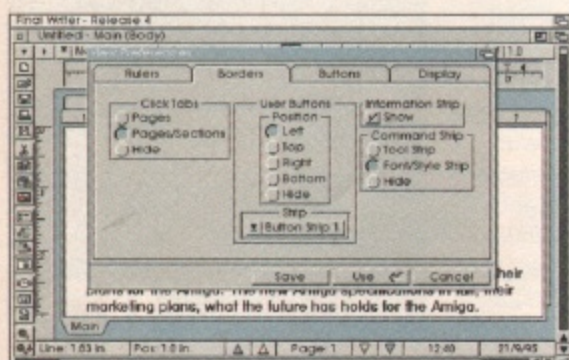 Final Writer - Release 4
Untitled - Main (Body)
1.0
Rulers Borders Buttons Display
Click Tabs
Pages
Pages/Sections
Hide
User Buttons
Position
Left
Top
Right
Bottom
Hide
Strip
Button Strip 1
Information Strip
Show
Command Strip
Tool Strip
Font/Style Strip
Hide
Save Use Cancel
their
plans for the Amiga. The new Amiga specifications in full, their
marketing plans, what the future has holds for the Amiga.
Main
Line: 1.03 in. Pos: 1.0 in. Page: 1 12:40 21/9/95